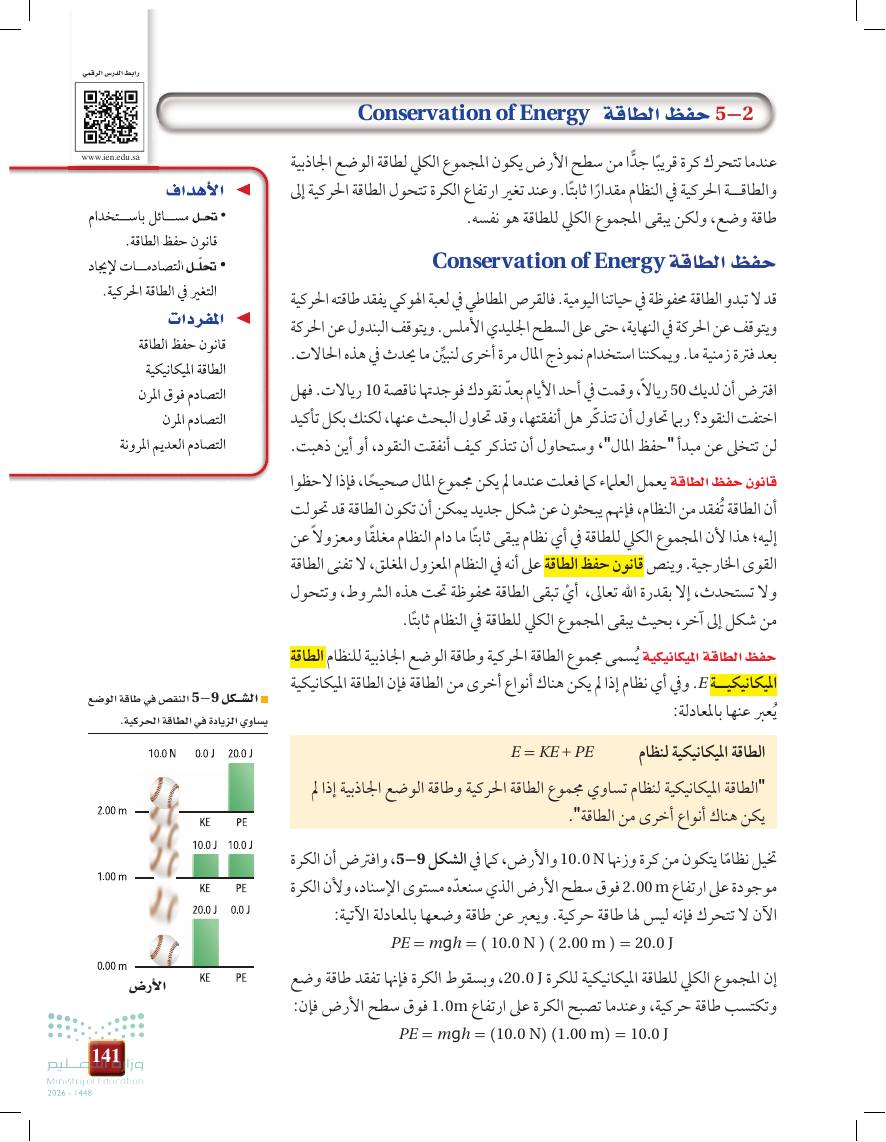 رابط الدرس الرقمي
www.ien.edu.sa
5-2 حفظ الطاقة Conservation of Energy
عندما تتحرك كرة قريبًا جدًّا من سطح الأرض يكون المجموع الكلي لطاقة الوضع الجاذبية
والطاقة الحركية في النظام مقدارًا ثابتًا. وعند تغير ارتفاع الكرة تتحول الطاقة الحركية إلى
طاقة وضع، ولكن يبقى المجموع الكلي للطاقة هو نفسه.
حفظ الطاقة Conservation of Energy
قد لا تبدو الطاقة محفوظة في حياتنا اليومية. فالقرص المطاطي في لعبة الهوكي يفقد طاقته الحركية
ويتوقف عن الحركة في النهاية، حتى على السطح الجليدي الأملس. ويتوقف البندول عن الحركة
بعد فترة زمنية ما. ويمكننا استخدام نموذج المال مرة أخرى لنبيِّن ما يحدث في هذه الحالات.
افترض أن لديك 50 ريالاً، وقمت في أحد الأيام بعدّ نقودك فوجدتها ناقصة 10 ريالات. فهل
اختفت النقود؟ ربما تحاول أن تتذكّر هل أنفقتها، وقد تحاول البحث عنها، لكنك بكل تأكيد
لن تتخلى عن مبدأ "حفظ المال"، وستحاول أن تتذكر كيف أنفقت النقود، أو أين ذهبت.
قانون حفظ الطاقة يعمل العلماء كما فعلت عندما لم يكن مجموع المال صحيحًا، فإذا لاحظوا
أن الطاقة تُفقد من النظام، فإنهم يبحثون عن شكل جديد يمكن أن تكون الطاقة قد تحولت
إليه؛ هذا لأن المجموع الكلي للطاقة في أي نظام يبقى ثابتًا ما دام النظام مغلقًا ومعزولاً عن
القوى الخارجية. وينص قانون حفظ الطاقة على أنه في النظام المعزول المغلق، لا تفنى الطاقة
ولا تستحدث، إلا بقدرة الله تعالى، أيْ تبقى الطاقة محفوظة تحت هذه الشروط، وتتحول
من شكل إلى آخر، بحيث يبقى المجموع الكلي للطاقة في النظام ثابتًا.
حفظ الطاقة الميكانيكية يُسمى مجموع الطاقة الحركية وطاقة الوضع الجاذبية للنظام الطاقة
الميكانيكية E. وفي أي نظام إذا لم يكن هناك أنواع أخرى من الطاقة فإن الطاقة الميكانيكية
يُعبر عنها بالمعادلة:
الطاقة الميكانيكية لنظام E = KE + PE
"الطاقة الميكانيكية لنظام تساوي مجموع الطاقة الحركية وطاقة الوضع الجاذبية إذا لم
يكن هناك أنواع أخرى من الطاقة".
تخيل نظامًا يتكون من كرة وزنها 10.0 N والأرض، كما في الشكل 9–5، وافترض أن الكرة
موجودة على ارتفاع 2.00 m فوق سطح الأرض الذي سنعدّه مستوى الإسناد، ولأن الكرة
الآن لا تتحرك فإنه ليس لها طاقة حركية. ويعبر عن طاقة وضعها بالمعادلة الآتية:
PE = mgh = ( 10.0 N ) ( 2.00 m ) = 20.0 J
إن المجموع الكلي للطاقة الميكانيكية للكرة 20.0 J، وبسقوط الكرة فإنها تفقد طاقة وضع
وتكتسب طاقة حركية، وعندما تصبح الكرة على ارتفاع 1.0m فوق سطح الأرض فإن:
PE = mgh = (10.0 N) (1.00 m) = 10.0 J
الأهداف
• تحل مسائل باستخدام
قانون حفظ الطاقة.
• تحلّل التصادمات لإيجاد
التغير في الطاقة الحركية.
المفردات
قانون حفظ الطاقة
الطاقة الميكانيكية
التصادم فوق المرن
التصادم المرن
التصادم العديم المرونة
الشكل 9–5 النقص في طاقة الوضع
يساوي الزيادة في الطاقة الحركية.
10.0 N 0.0 J 20.0 J
2.00 m
KE PE
10.0 J 10.0 J
1.00 m
KE PE
20.0 J 0.0 J
0.00 m
KE PE
الأرض
وزارة التعليم
141
Ministry of Education
2026 - 1448